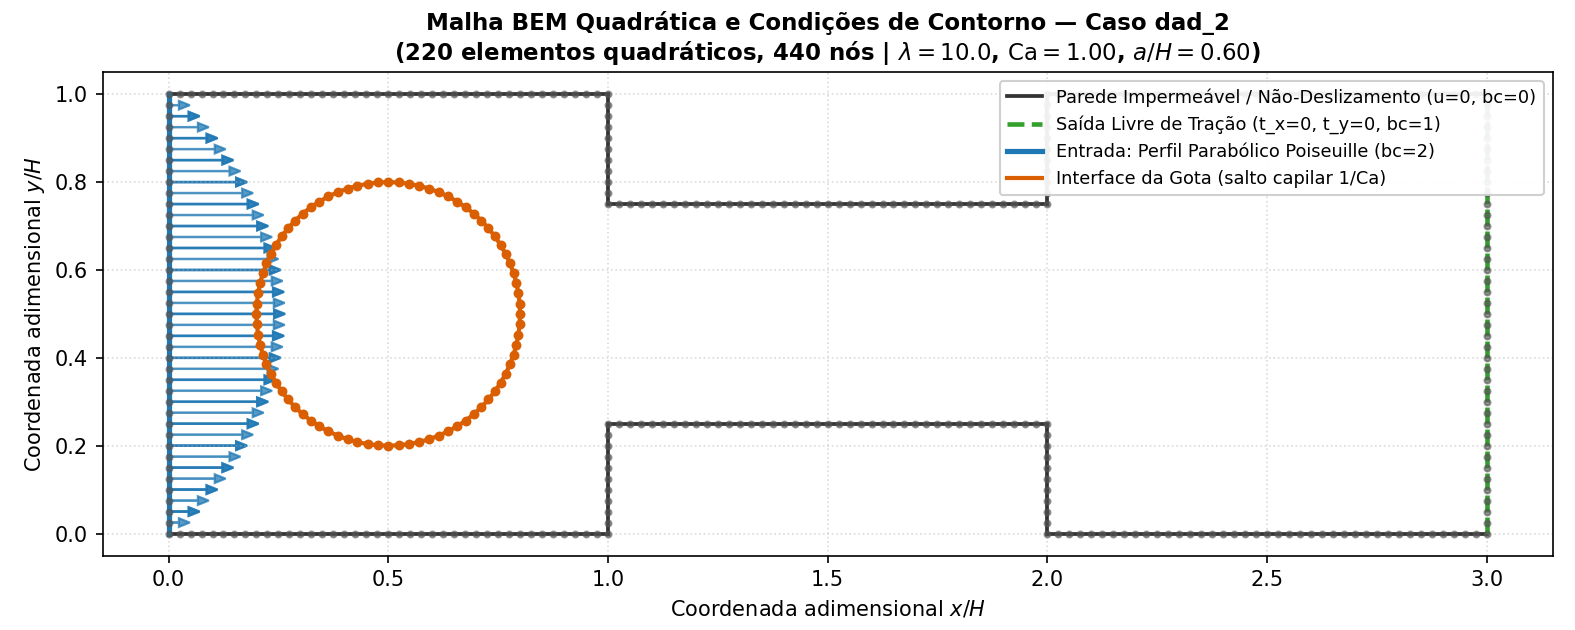 Malha BEM Quadrática e Condições de Contorno — Caso dad_2
(220 elementos quadráticos, 440 nós | λ = 10.0, Ca = 1.00, a/H = 0.60)
Parede Impermeável / Não-Deslizamento (u=0, bc=0)
Saída Livre de Tração (t_x=0, t_y=0, bc=1)
Entrada: Perfil Parabólico Poiseuille (bc=2)
Interface da Gota (salto capilar 1/Ca)
Coordenada adimensional y/H
1.0
0.8
0.6
0.4
0.2
0.0
0.0 0.5 1.0 1.5 2.0 2.5 3.0
Coordenada adimensional x/H